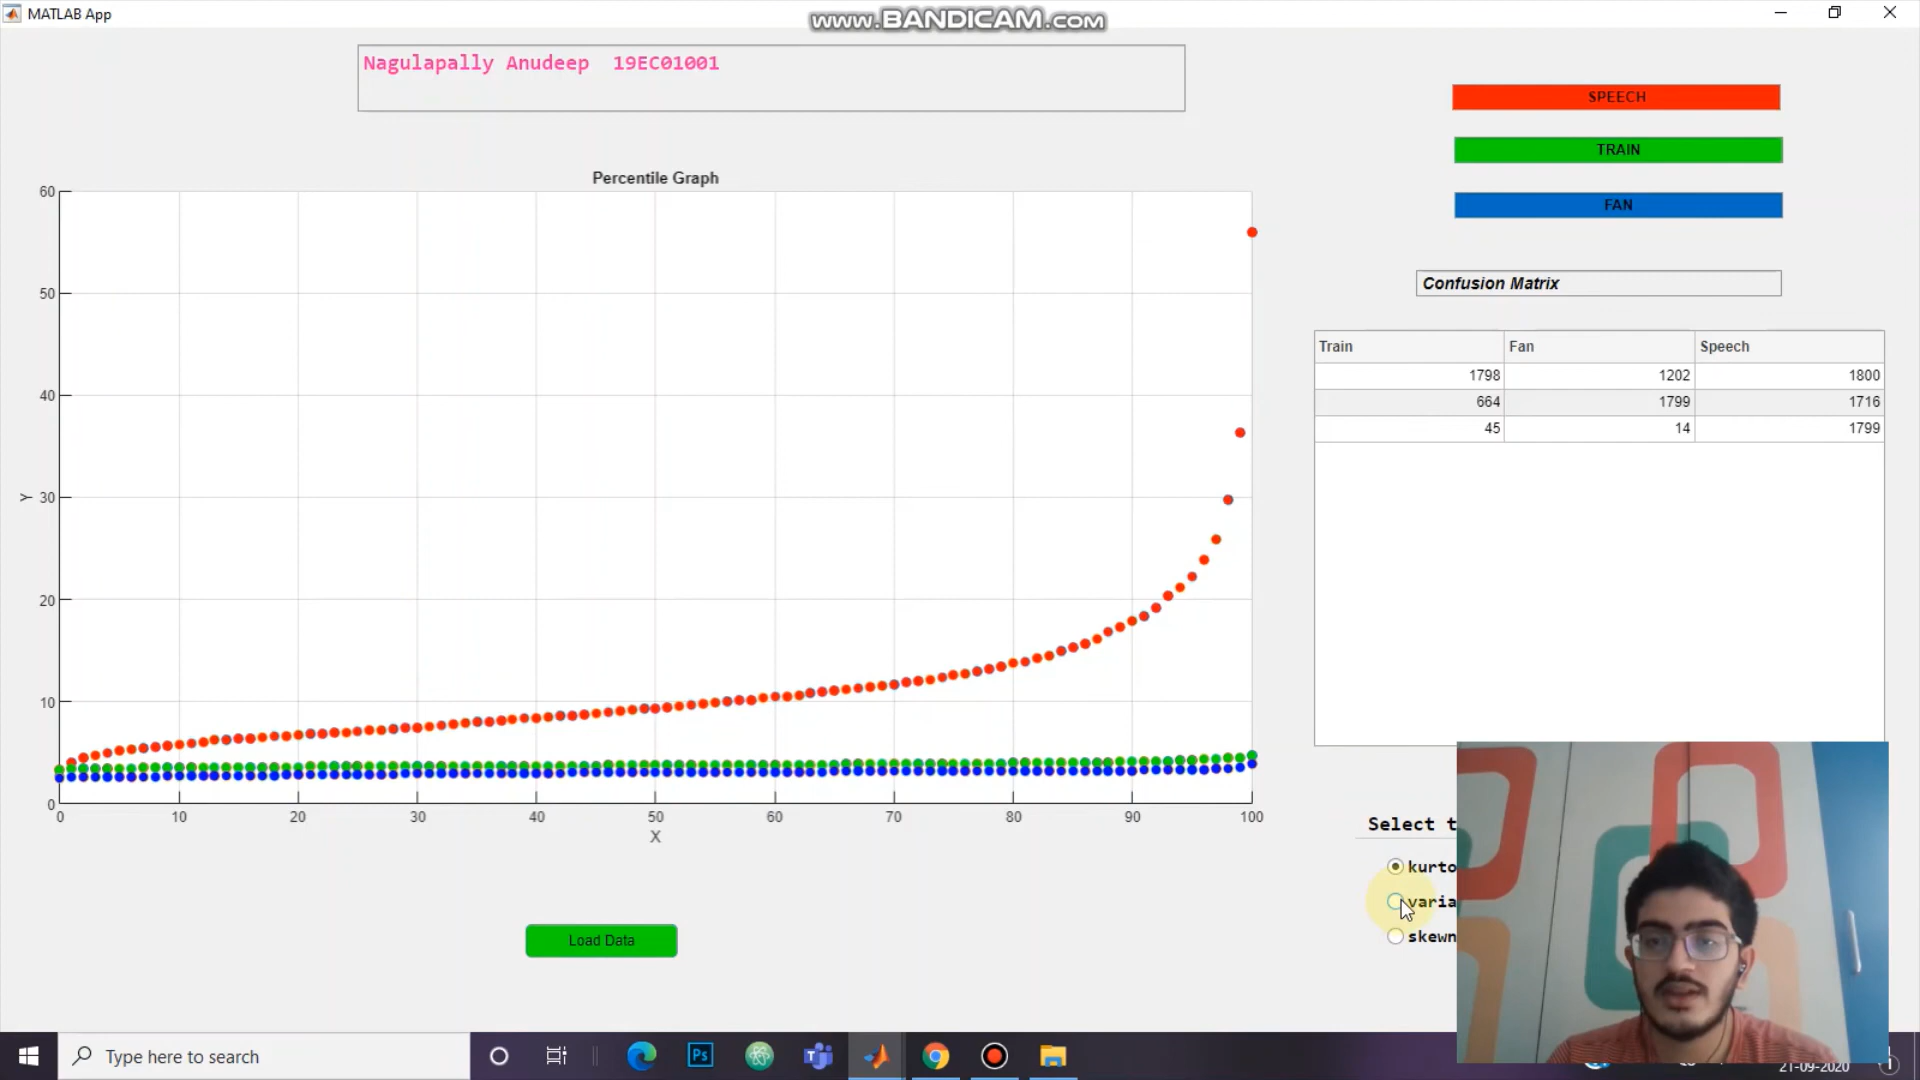 MATLAB App
www.BANDICAM.com
Nagulapally Anudeep 19EC01001
SPEECH
TRAIN
FAN
Percentile Graph
60
50
40
30
20
10
0
Y
0 10 20 30 40 50 60 70 80 90 100
X
Confusion Matrix
Train Fan Speech
1798 1202 1800
664 1799 1716
45 14 1799
Select t
kurto
varia
skewn
Load Data
Type here to search
Ps
21-09-2020
1